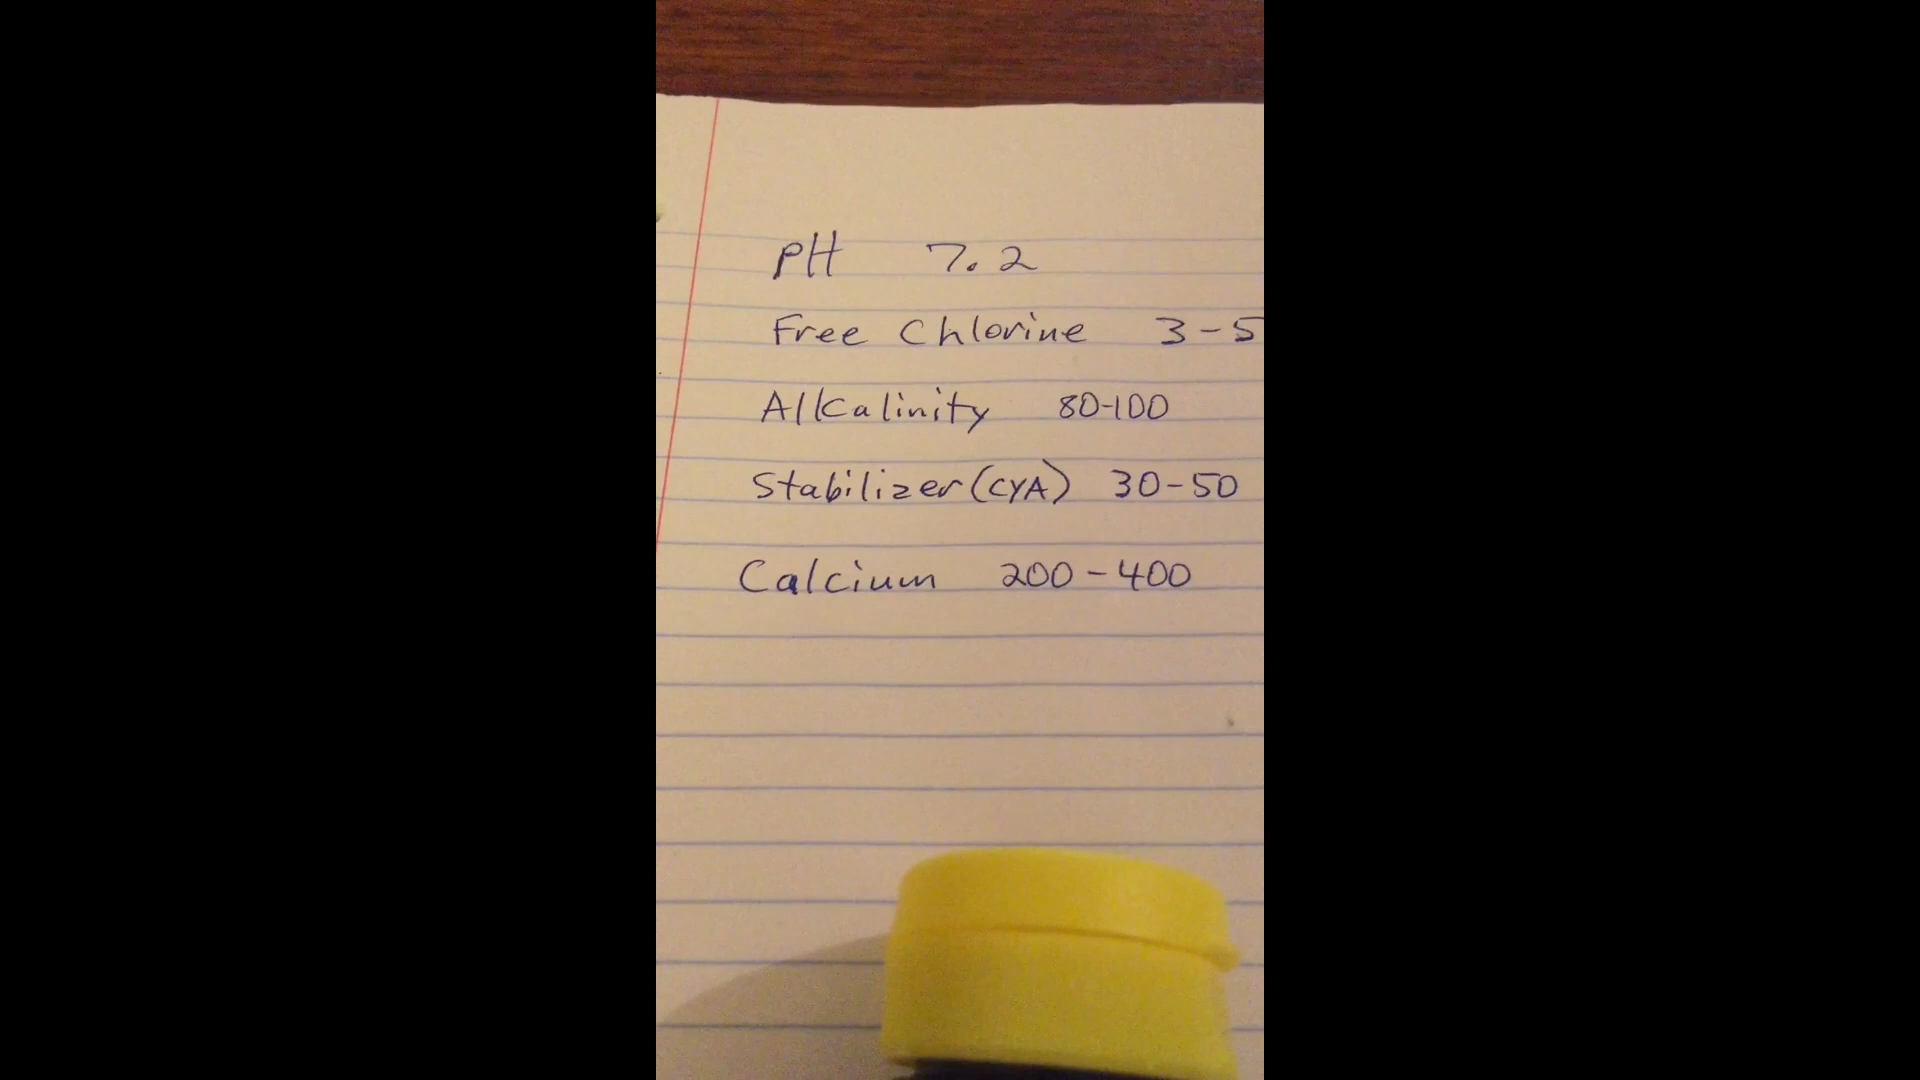 pH 7.2
Free Chlorine 3-5
Alkalinity 80-100
Stabilizer (CYA) 30-50
Calcium 200-400